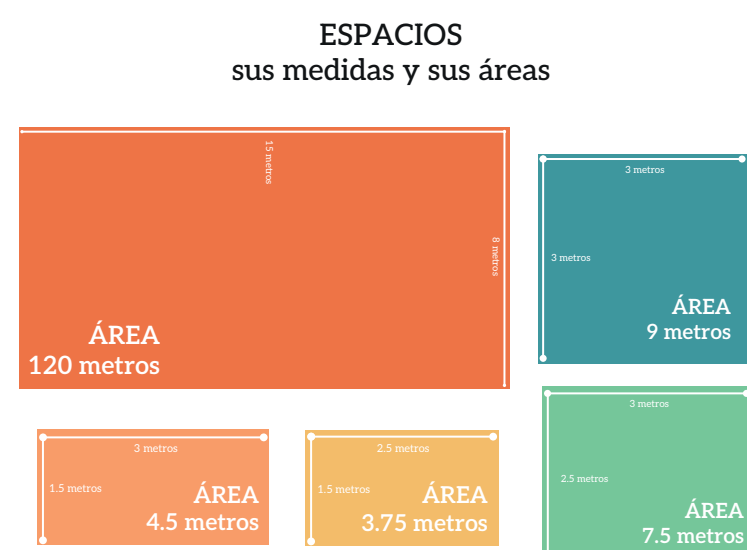 ESPACIOS
sus medidas y sus áreas
15 metros
8 metros
ÁREA
120 metros
3 metros
3 metros
ÁREA
9 metros
3 metros
1.5 metros
ÁREA
4.5 metros
2.5 metros
1.5 metros
ÁREA
3.75 metros
3 metros
2.5 metros
ÁREA
7.5 metros